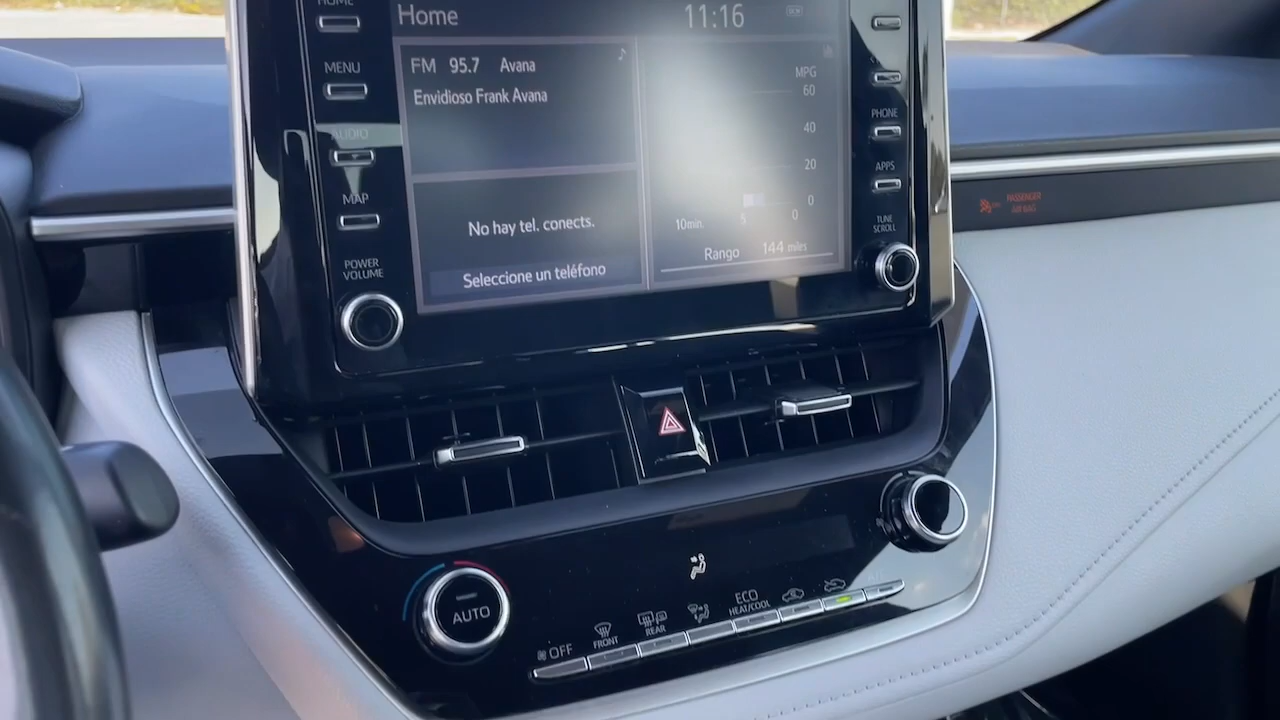 HOME
Home
11:16
MENU
FM 95.7 Avana
Envidioso Frank Avana
MPG
60
40
20
0
AUDIO
MAP
PHONE
APPS
TUNE
SCROLL
PASSENGER
AIR BAG
No hay tel. conects.
Seleccione un teléfono
10min.
5
0
Rango 144 miles
POWER
VOLUME
AUTO
OFF
FRONT
REAR
ECO
HEAT/COOL